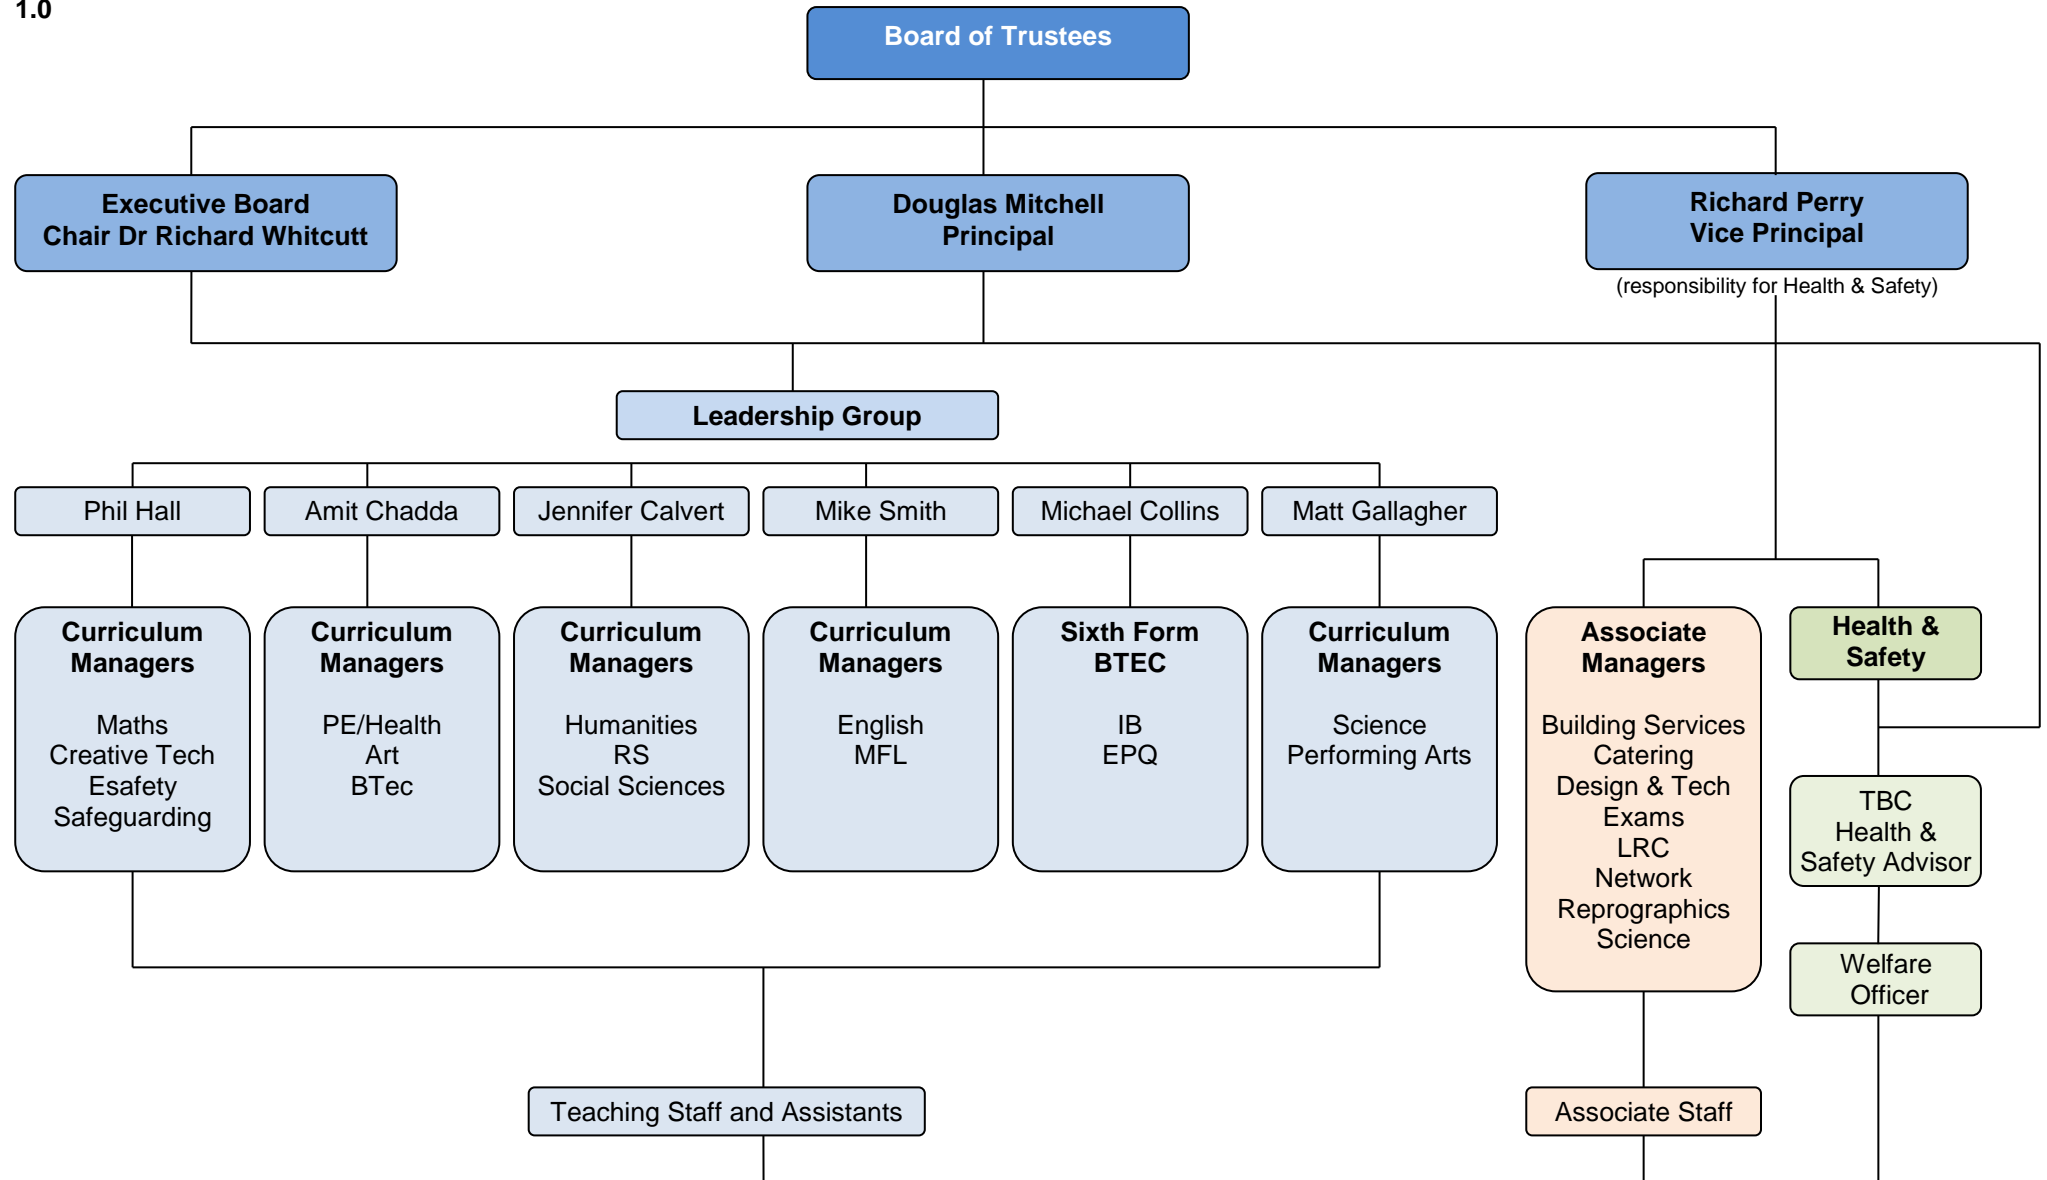 1.0
Board of Trustees
Executive Board
Chair Dr Richard Whitcutt
Douglas Mitchell
Principal
Richard Perry
Vice Principal
(responsibility for Health & Safety)
Leadership Group
Phil Hall
Amit Chadda
Jennifer Calvert
Mike Smith
Michael Collins
Matt Gallagher
Curriculum
Managers
Maths
Creative Tech
Esafety
Safeguarding
Curriculum
Managers
PE/Health
Art
BTec
Curriculum
Managers
Humanities
RS
Social Sciences
Curriculum
Managers
English
MFL
Sixth Form
BTEC
IB
EPQ
Curriculum
Managers
Science
Performing Arts
Associate
Managers
Building Services
Catering
Design & Tech
Exams
LRC
Network
Reprographics
Science
Health &
Safety
TBC
Health &
Safety Advisor
Welfare
Officer
Teaching Staff and Assistants
Associate Staff